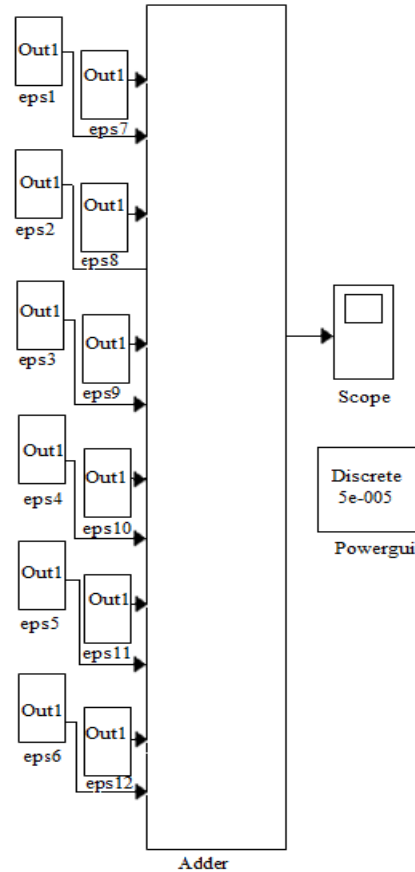 Out1
Out1
eps1
eps7
Out1
Out1
eps2
eps8
Out1
Out1
eps3
eps9
Scope
Out1
Out1
eps4
eps10
Discrete
5e-005
Powergui
Out1
Out1
eps5
eps11
Out1
Out1
eps6
eps12
Adder